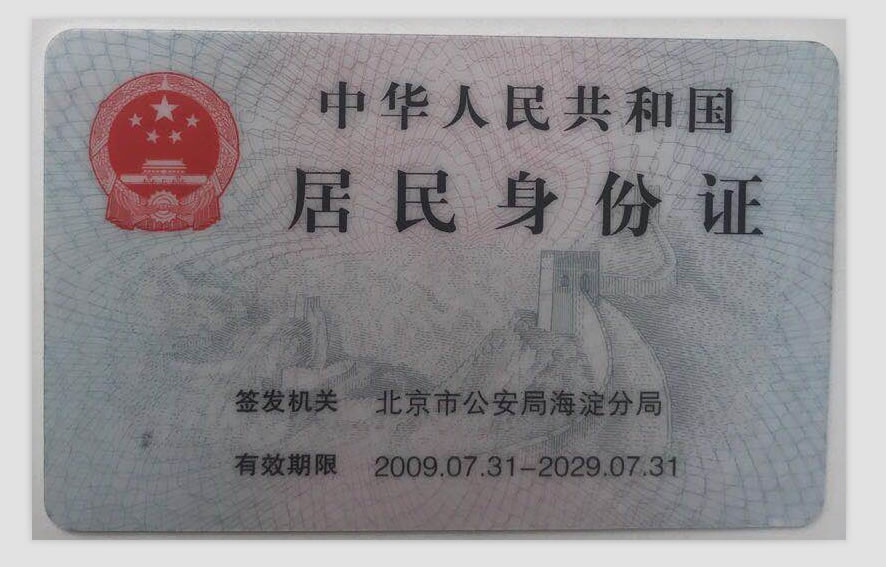 中华人民共和国
居民身份证
签发机关 北京市公安局海淀分局
有效期限 2009.07.31-2029.07.31